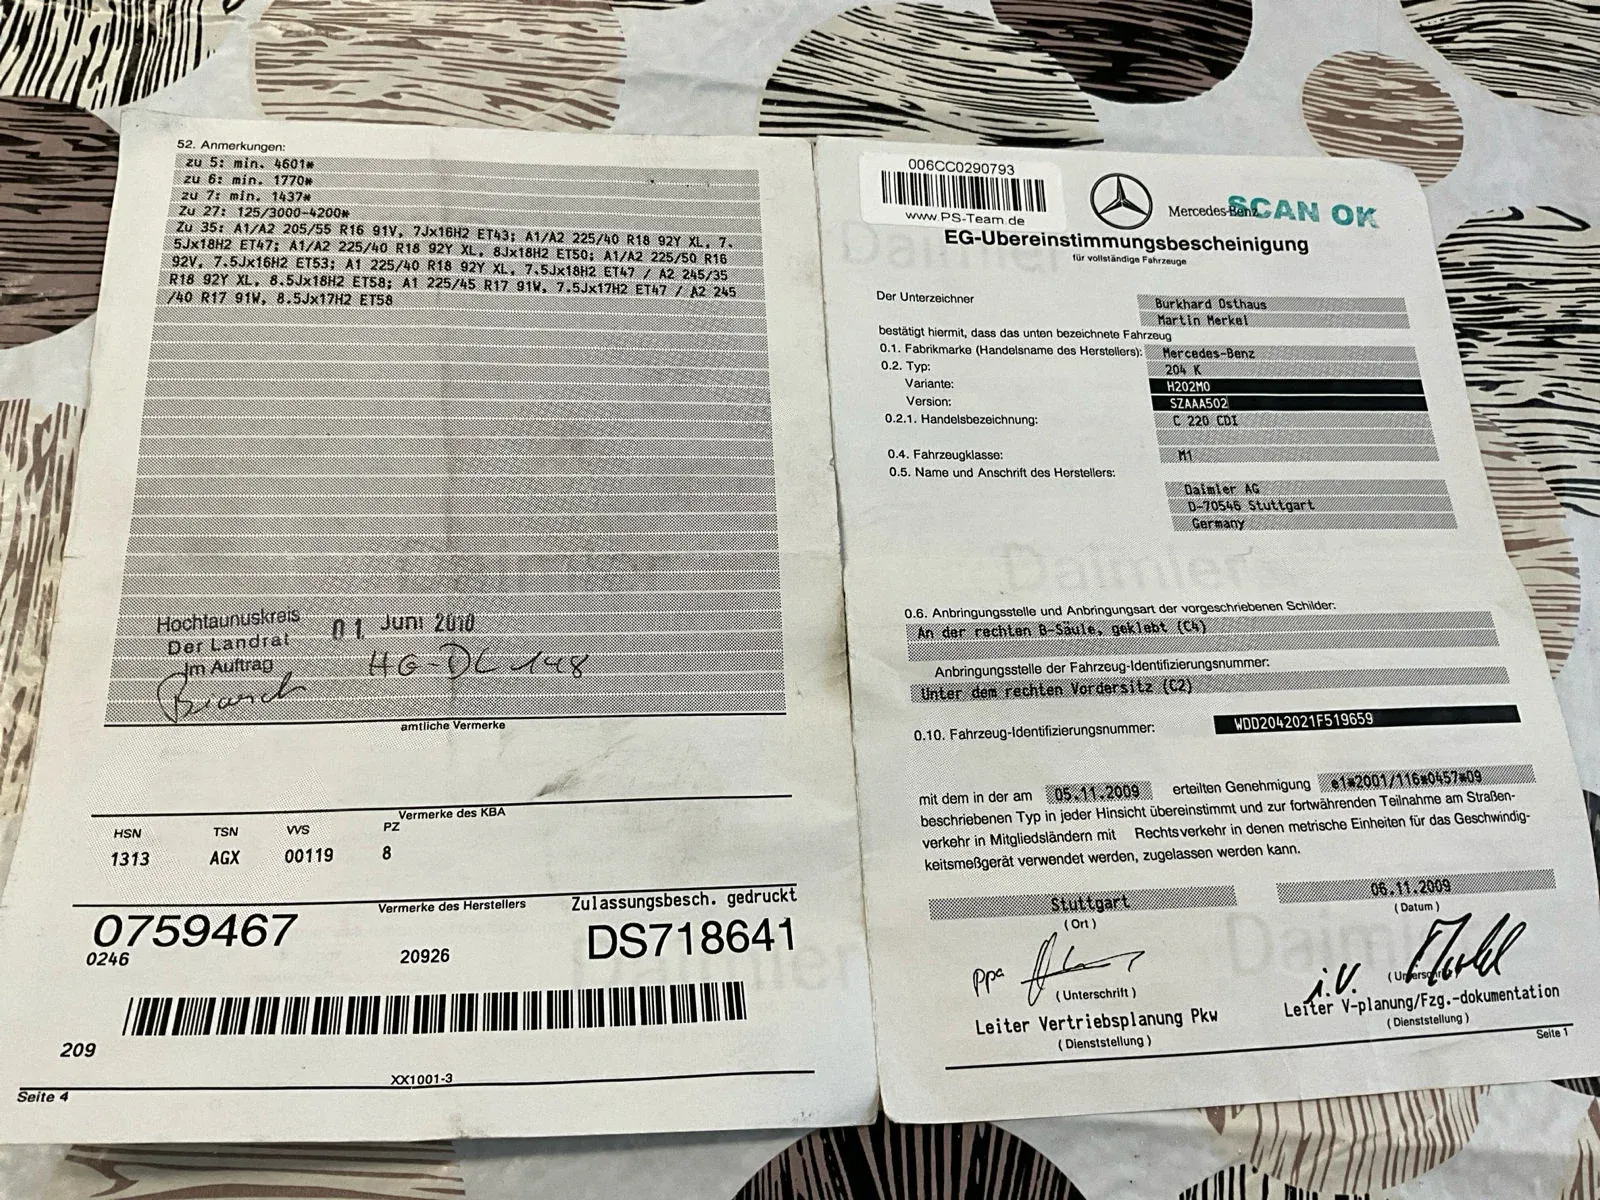 52. Anmerkungen:
zu 5: min. 4601*
zu 6: min. 1770*
zu 7: min. 1437*
Zu 27: 125/3000-4200*
Zu 35: A1/A2 205/55 R16 91V, 7Jx16H2 ET43; A1/A2 225/40 R18 92Y XL, 7.
5Jx18H2 ET47; A1/A2 225/40 R18 92Y XL, 8Jx18H2 ET50; A1/A2 225/50 R16
92V, 7.5Jx16H2 ET53; A1 225/40 R18 92Y XL, 7.5Jx18H2 ET47 / A2 245/35
R18 92Y XL, 8.5Jx18H2 ET58; A1 225/45 R17 91W, 7.5Jx17H2 ET47 / A2 245
/40 R17 91W, 8.5Jx17H2 ET58
Hochtaunuskreis
Der Landrat
Im Auftrag
01. Juni 2010
HG-DC 148
amtliche Vermerke
Vermerke des KBA
HSN TSN VVS PZ
1313 AGX 00119 8
Vermerke des Herstellers
Zulassungsbesch. gedruckt
0759467
0246
20926
DS718641
209
XX1001-3
Seite 4
006CC0290793
www.PS-Team.de
Mercedes-Benz
SCAN OK
EG-Übereinstimmungsbescheinigung
für vollständige Fahrzeuge
Der Unterzeichner
Burkhard Osthaus
Martin Merkel
bestätigt hiermit, dass das unten bezeichnete Fahrzeug
0.1. Fabrikmarke (Handelsname des Herstellers): Mercedes-Benz
0.2. Typ: 204 K
Variante: H202M0
Version: SZAAA502
0.2.1. Handelsbezeichnung: C 220 CDI
0.4. Fahrzeugklasse: M1
0.5. Name und Anschrift des Herstellers:
Daimler AG
D-70546 Stuttgart
Germany
0.6. Anbringungsstelle und Anbringungsart der vorgeschriebenen Schilder:
An der rechten B-Säule, geklebt (C4)
Anbringungsstelle der Fahrzeug-Identifizierungsnummer:
Unter dem rechten Vordersitz (C2)
0.10. Fahrzeug-Identifizierungsnummer: WDD2042021F519659
mit dem in der am 05.11.2009 erteilten Genehmigung e1*2001/116*0457*09
beschriebenen Typ in jeder Hinsicht übereinstimmt und zur fortwährenden Teilnahme am Straßen-
verkehr in Mitgliedsländern mit Rechtsverkehr in denen metrische Einheiten für das Geschwindig-
keitsmeßgerät verwendet werden, zugelassen werden kann.
Stuttgart
(Ort)
06.11.2009
(Datum)
ppa
(Unterschrift)
Leiter Vertriebsplanung Pkw
(Dienststellung)
i.V.
(Unterschrift)
Leiter V-planung/Fzg.-dokumentation
(Dienststellung)
Seite 1